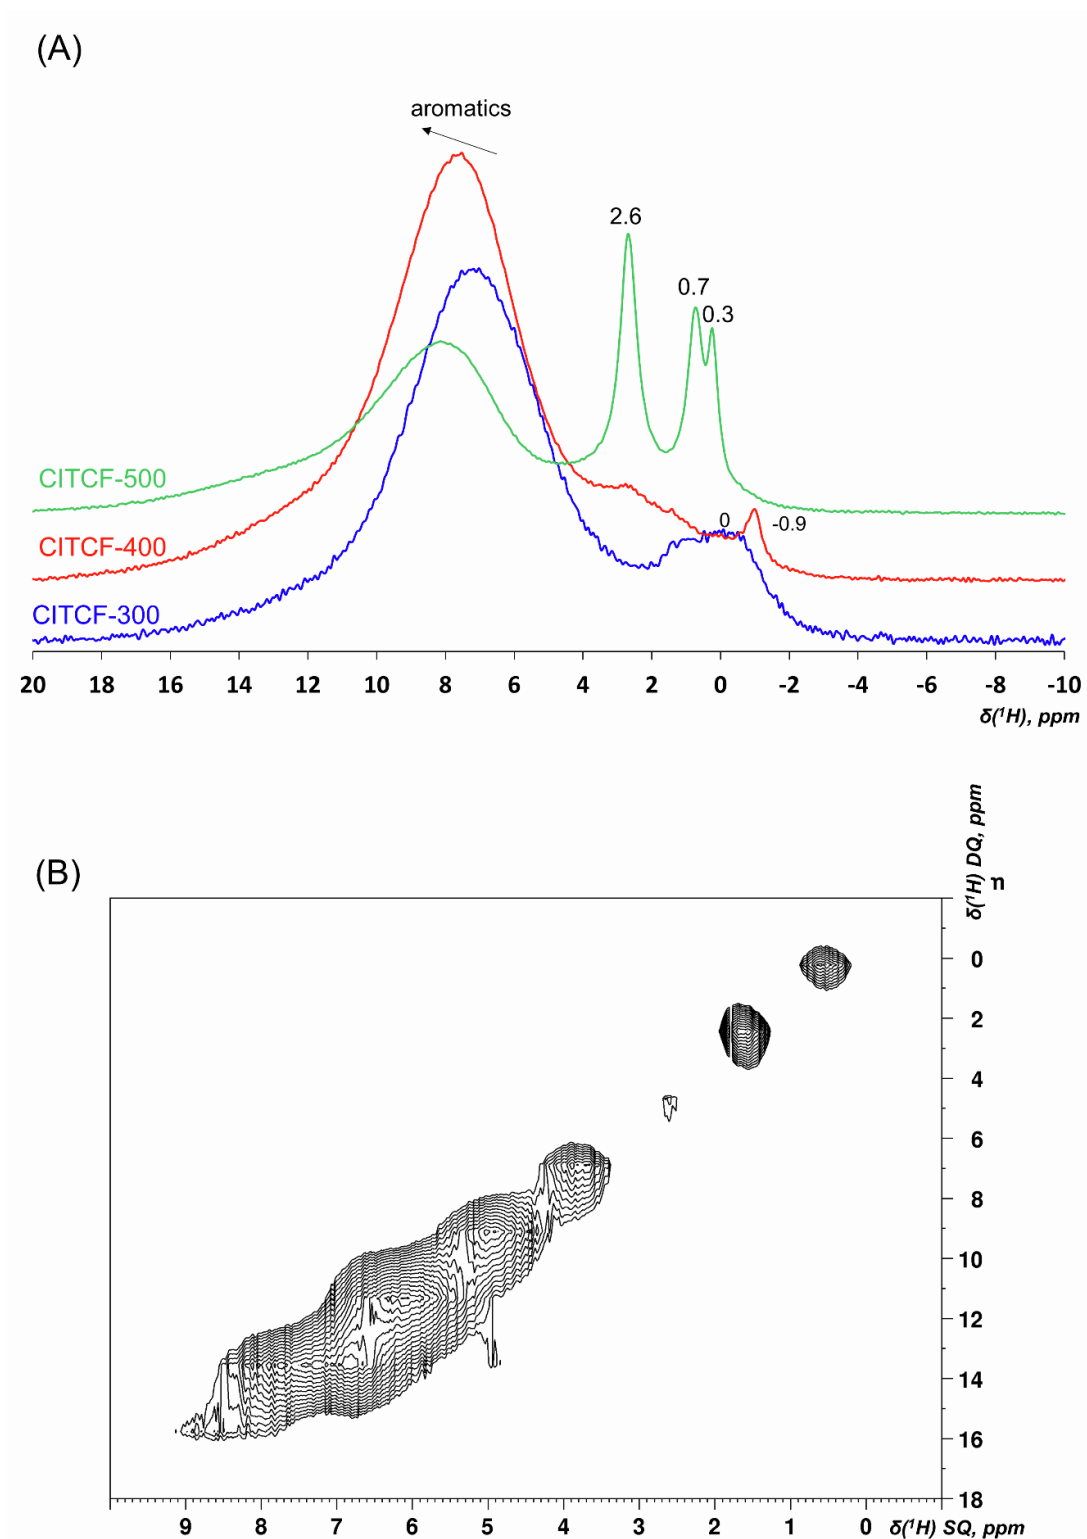 (A)
aromatics
2.6
0.7
0.3
CITCF-500
CITCF-400
0
-0.9
CITCF-300
20 18 16 14 12 10 8 6 4 2 0 -2 -4 -6 -8 -10
δ(¹H), ppm
(B)
δ(¹H) DQ, ppm
n
0
2
4
6
8
10
12
14
16
18
9 8 7 6 5 4 3 2 1 0 δ(¹H) SQ, ppm